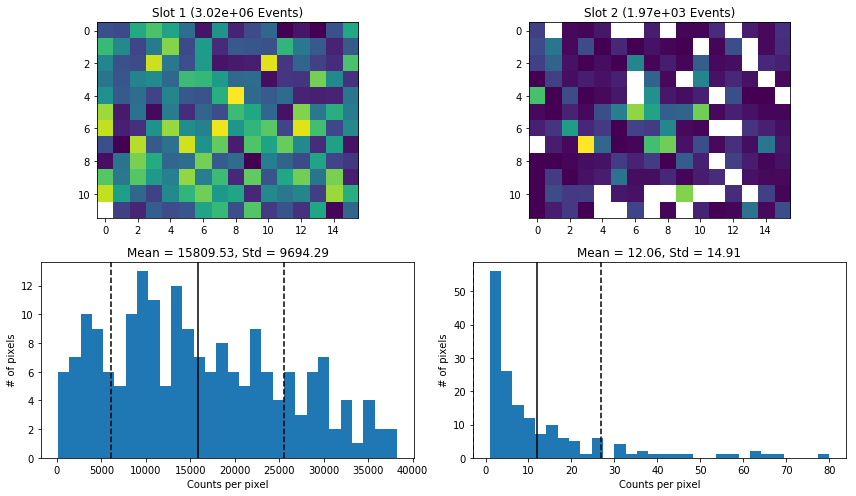 Slot 1 (3.02e+06 Events)
0
2
4
6
8
10
0 2 4 6 8 10 12 14
Slot 2 (1.97e+03 Events)
0
2
4
6
8
10
0 2 4 6 8 10 12 14
Mean = 15809.53, Std = 9694.29
# of pixels
12
10
8
6
4
2
0
0 5000 10000 15000 20000 25000 30000 35000 40000
Counts per pixel
Mean = 12.06, Std = 14.91
# of pixels
50
40
30
20
10
0
0 10 20 30 40 50 60 70 80
Counts per pixel